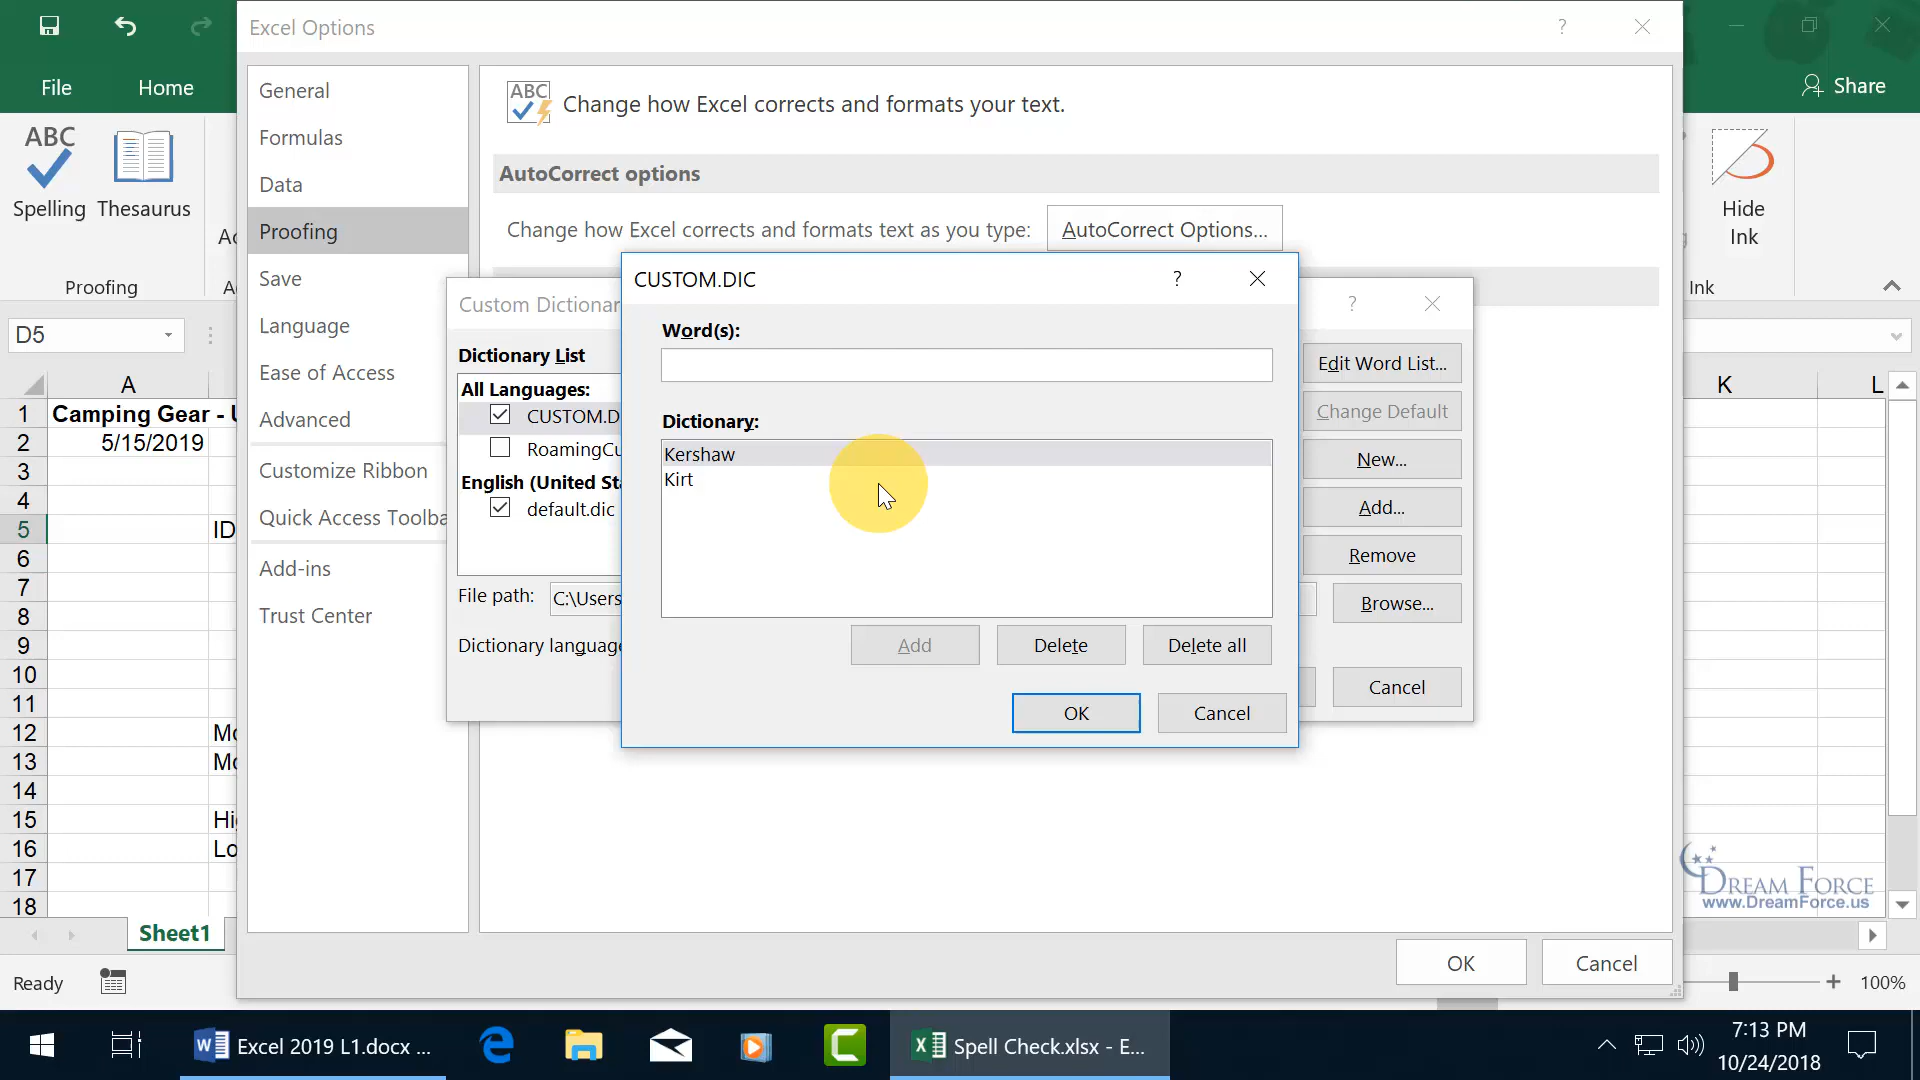 Excel Options
?
File
Home
Share
ABC
Spelling
Thesaurus
Ac
Proofing
A
Hide
Ink
Ink
D5
General
Formulas
Data
Proofing
Save
Language
Ease of Access
Advanced
Customize Ribbon
Quick Access Toolba
Add-ins
Trust Center
ABC
Change how Excel corrects and formats your text.
AutoCorrect options
Change how Excel corrects and formats text as you type:
AutoCorrect Options...
Custom Dictionar
?
Dictionary List
All Languages:
CUSTOM.D
RoamingCu
English (United Sta
default.dic
File path:
C:\Users
Dictionary language
Edit Word List...
Change Default
New...
Add...
Remove
Browse...
Cancel
CUSTOM.DIC
?
Word(s):
Dictionary:
Kershaw
Kirt
Add
Delete
Delete all
OK
Cancel
A
K
L
1
Camping Gear - U
2
5/15/2019
3
4
5
ID
6
7
8
9
10
11
12
Mo
13
Mo
14
15
Hig
16
Lo
17
18
Sheet1
OK
Cancel
Dream Force
www.DreamForce.us
Ready
100%
Excel 2019 L1.docx ...
Spell Check.xlsx - E...
7:13 PM
10/24/2018